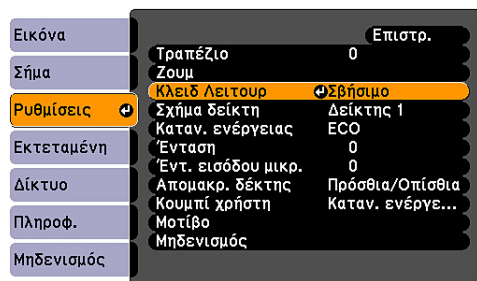 Εικόνα
Σήμα
Ρυθμίσεις
Εκτεταμένη
Δίκτυο
Πληροφ.
Μηδενισμός
Επιστρ.
Τραπέζιο 0
Ζουμ
Κλειδ Λειτουρ Σβήσιμο
Σχήμα δείκτη Δείκτης 1
Καταν. ενέργειας ECO
Ένταση 0
Έντ. εισόδου μικρ. 0
Απομακρ. δέκτης Πρόσθια/Οπίσθια
Κουμπί χρήστη Καταν. ενέργε...
Μοτίβο
Μηδενισμός